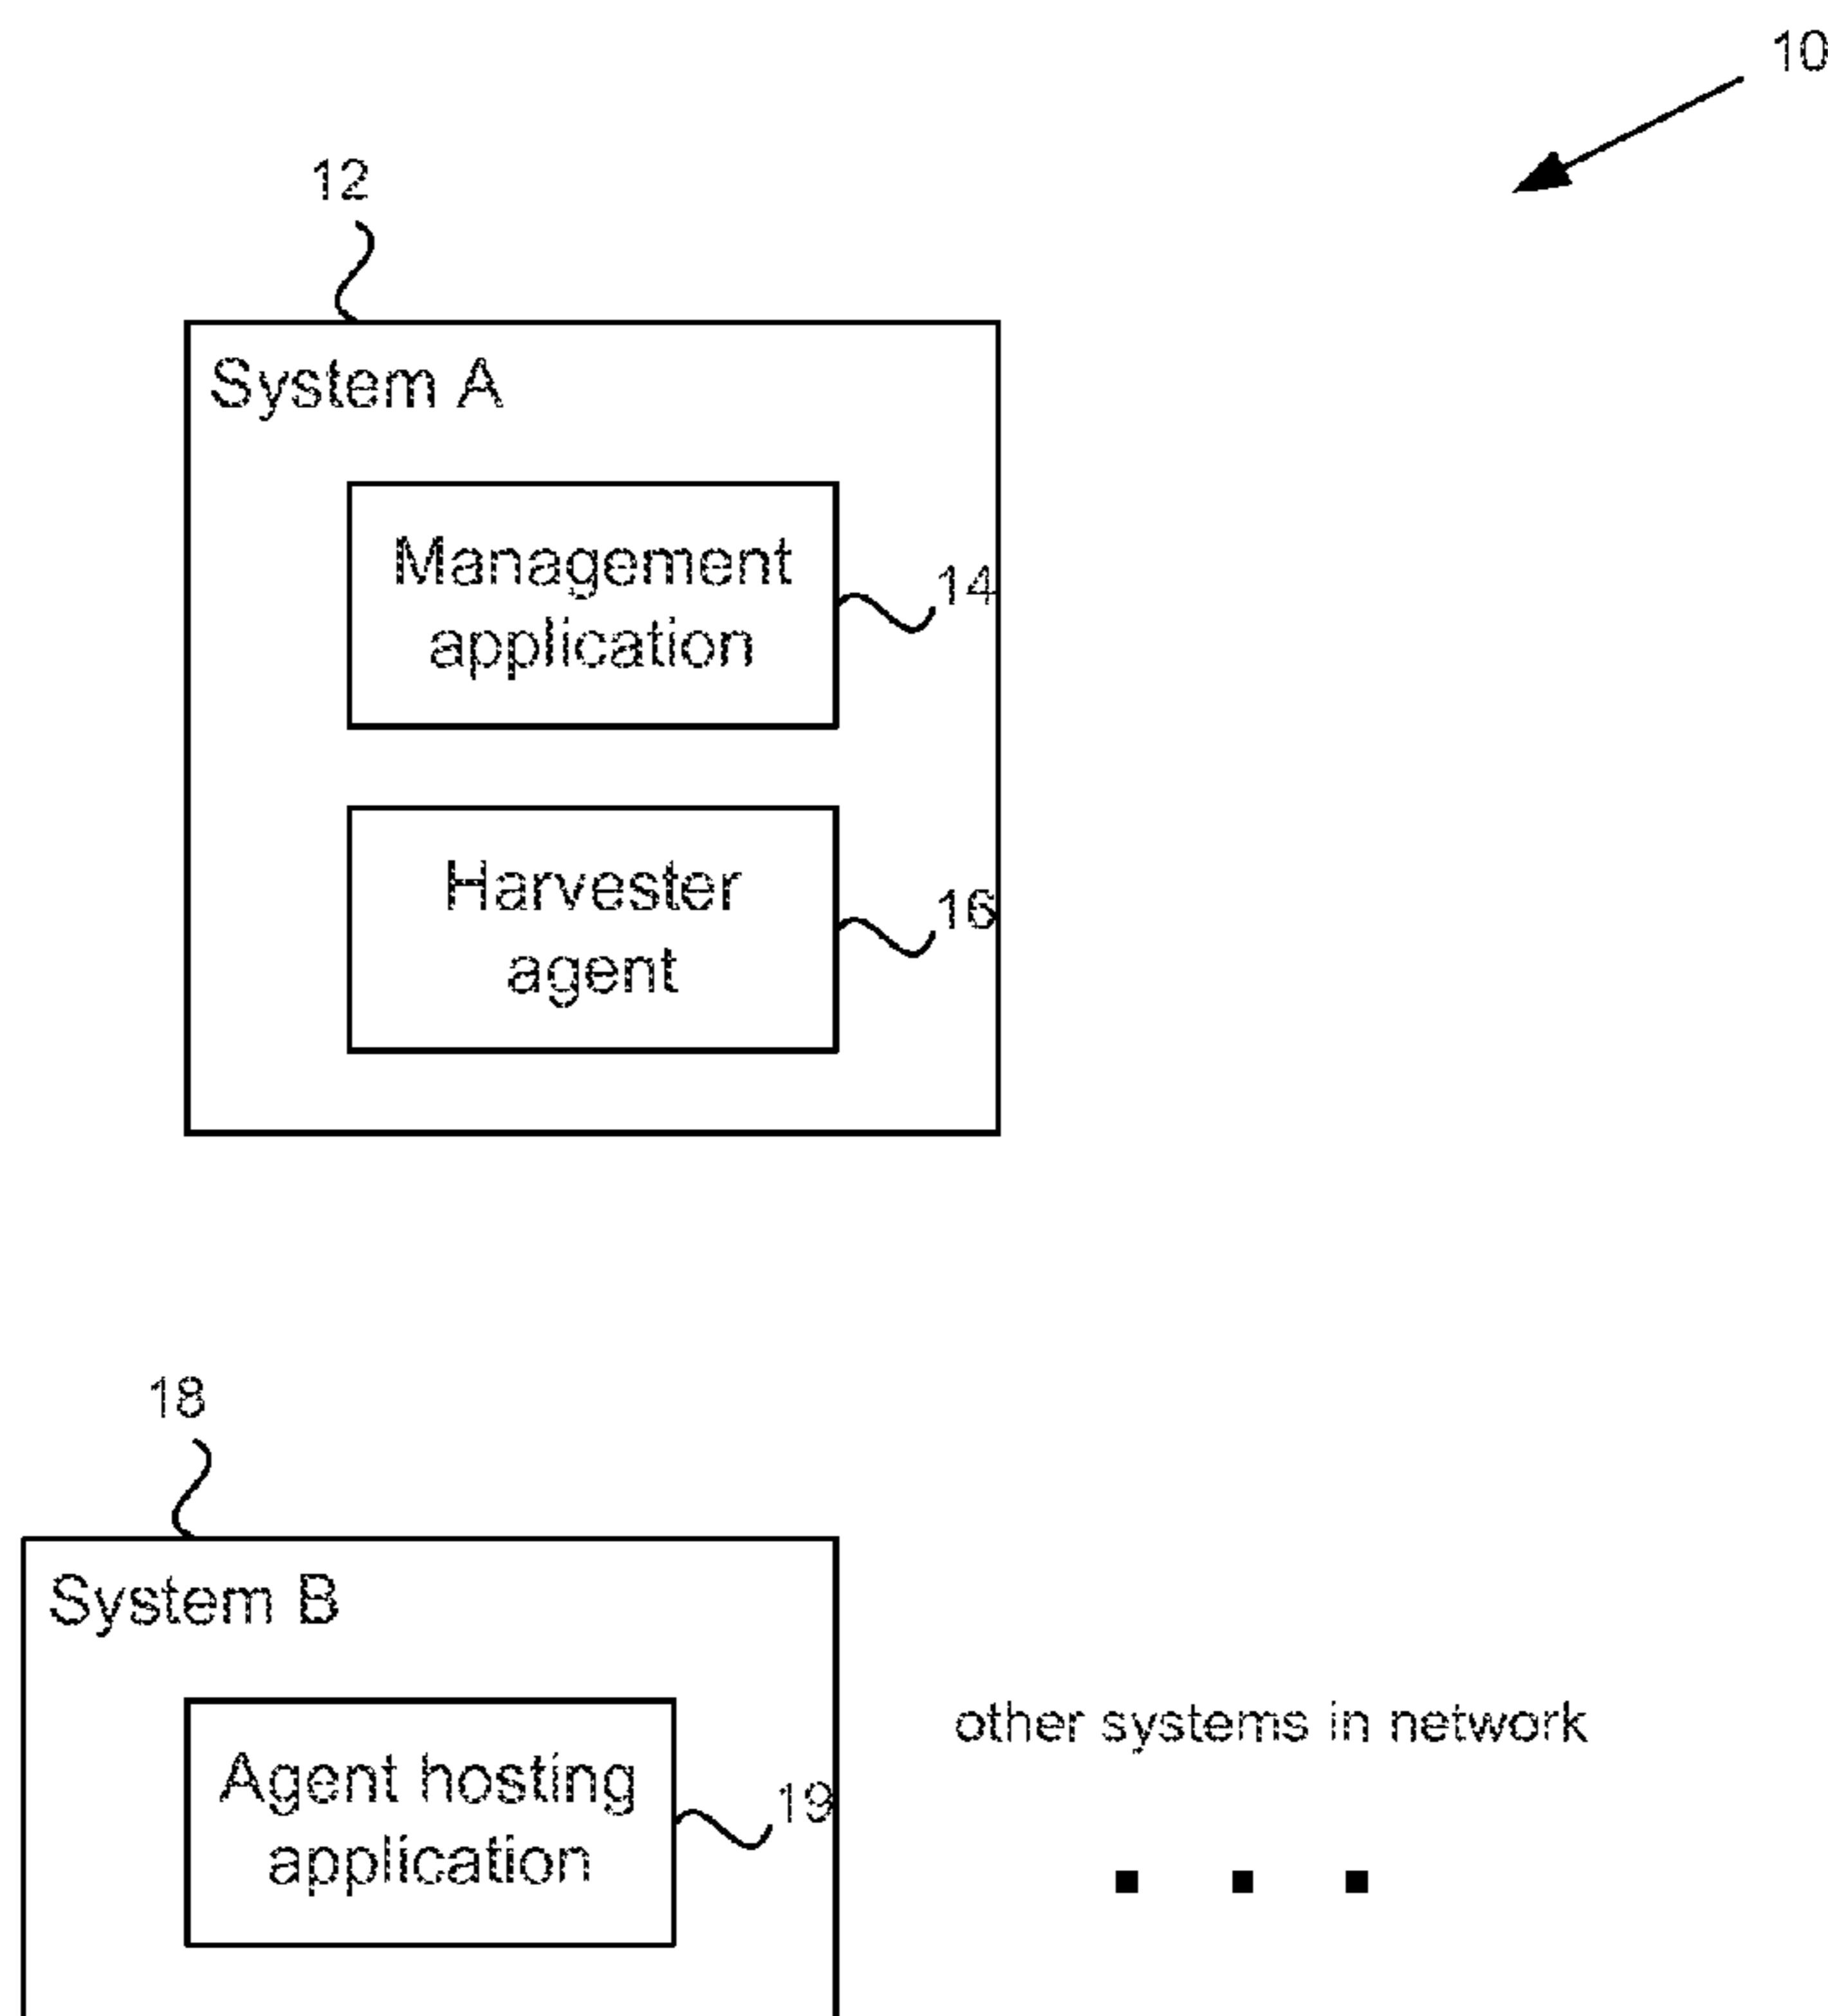 10
12
System A
Management
application
14
Harvester
agent
16
18
System B
Agent hosting
application
19
other systems in network
. . .